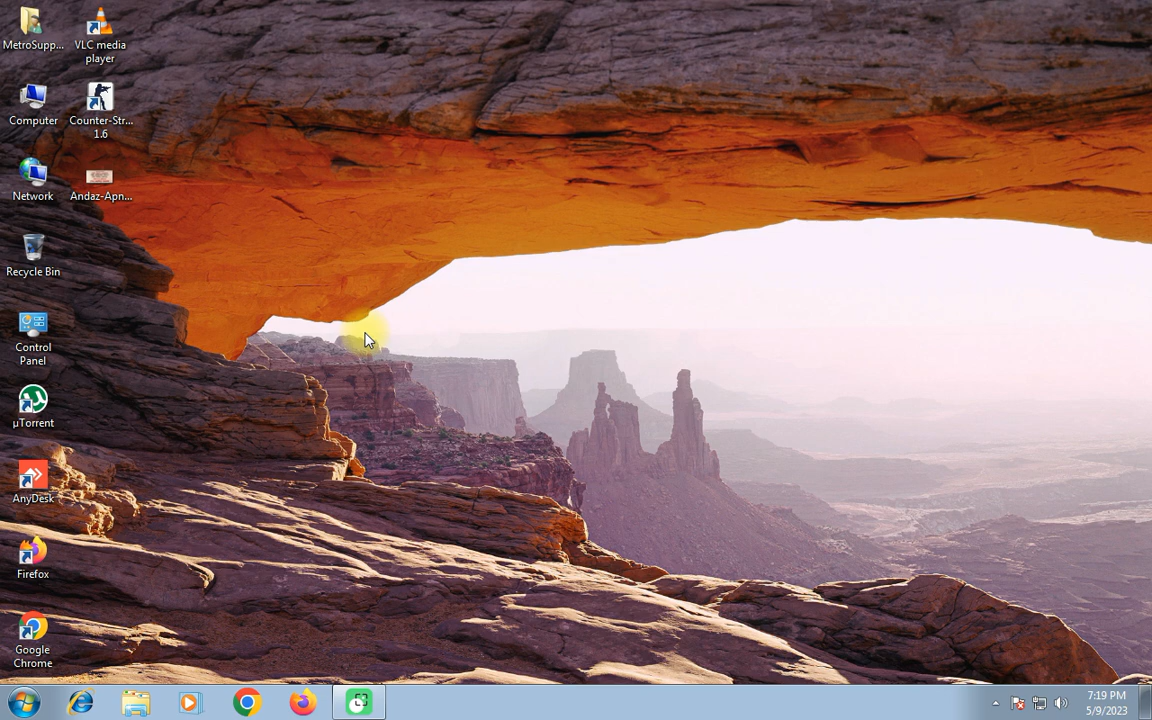 MetroSupp...
VLC media
player
Computer
Counter-Str...
1.6
Network
Andaz-Apn...
Recycle Bin
Control
Panel
µTorrent
AnyDesk
Firefox
Google
Chrome
7:19 PM
5/9/2023